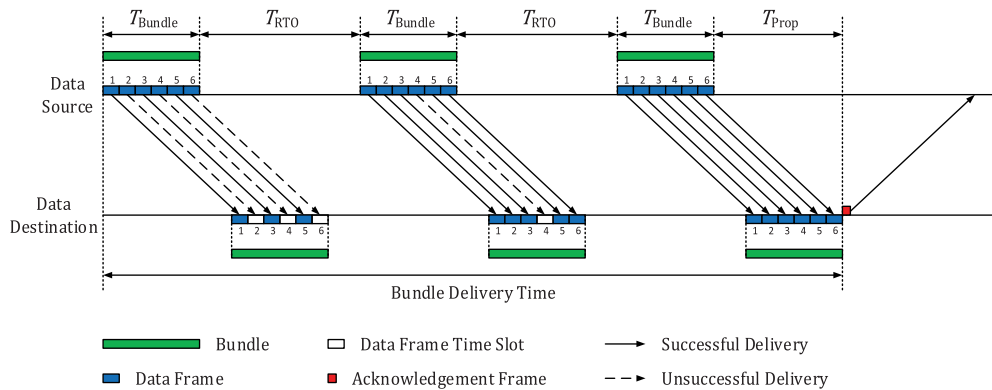 TBundle TRTO TBundle TRTO TBundle TProp
1 2 3 4 5 6 1 2 3 4 5 6 1 2 3 4 5 6
Data
Source
Data
Destination
1 2 3 4 5 6 1 2 3 4 5 6 1 2 3 4 5 6
Bundle Delivery Time
Bundle Data Frame Time Slot Successful Delivery
Data Frame Acknowledgement Frame Unsuccessful Delivery